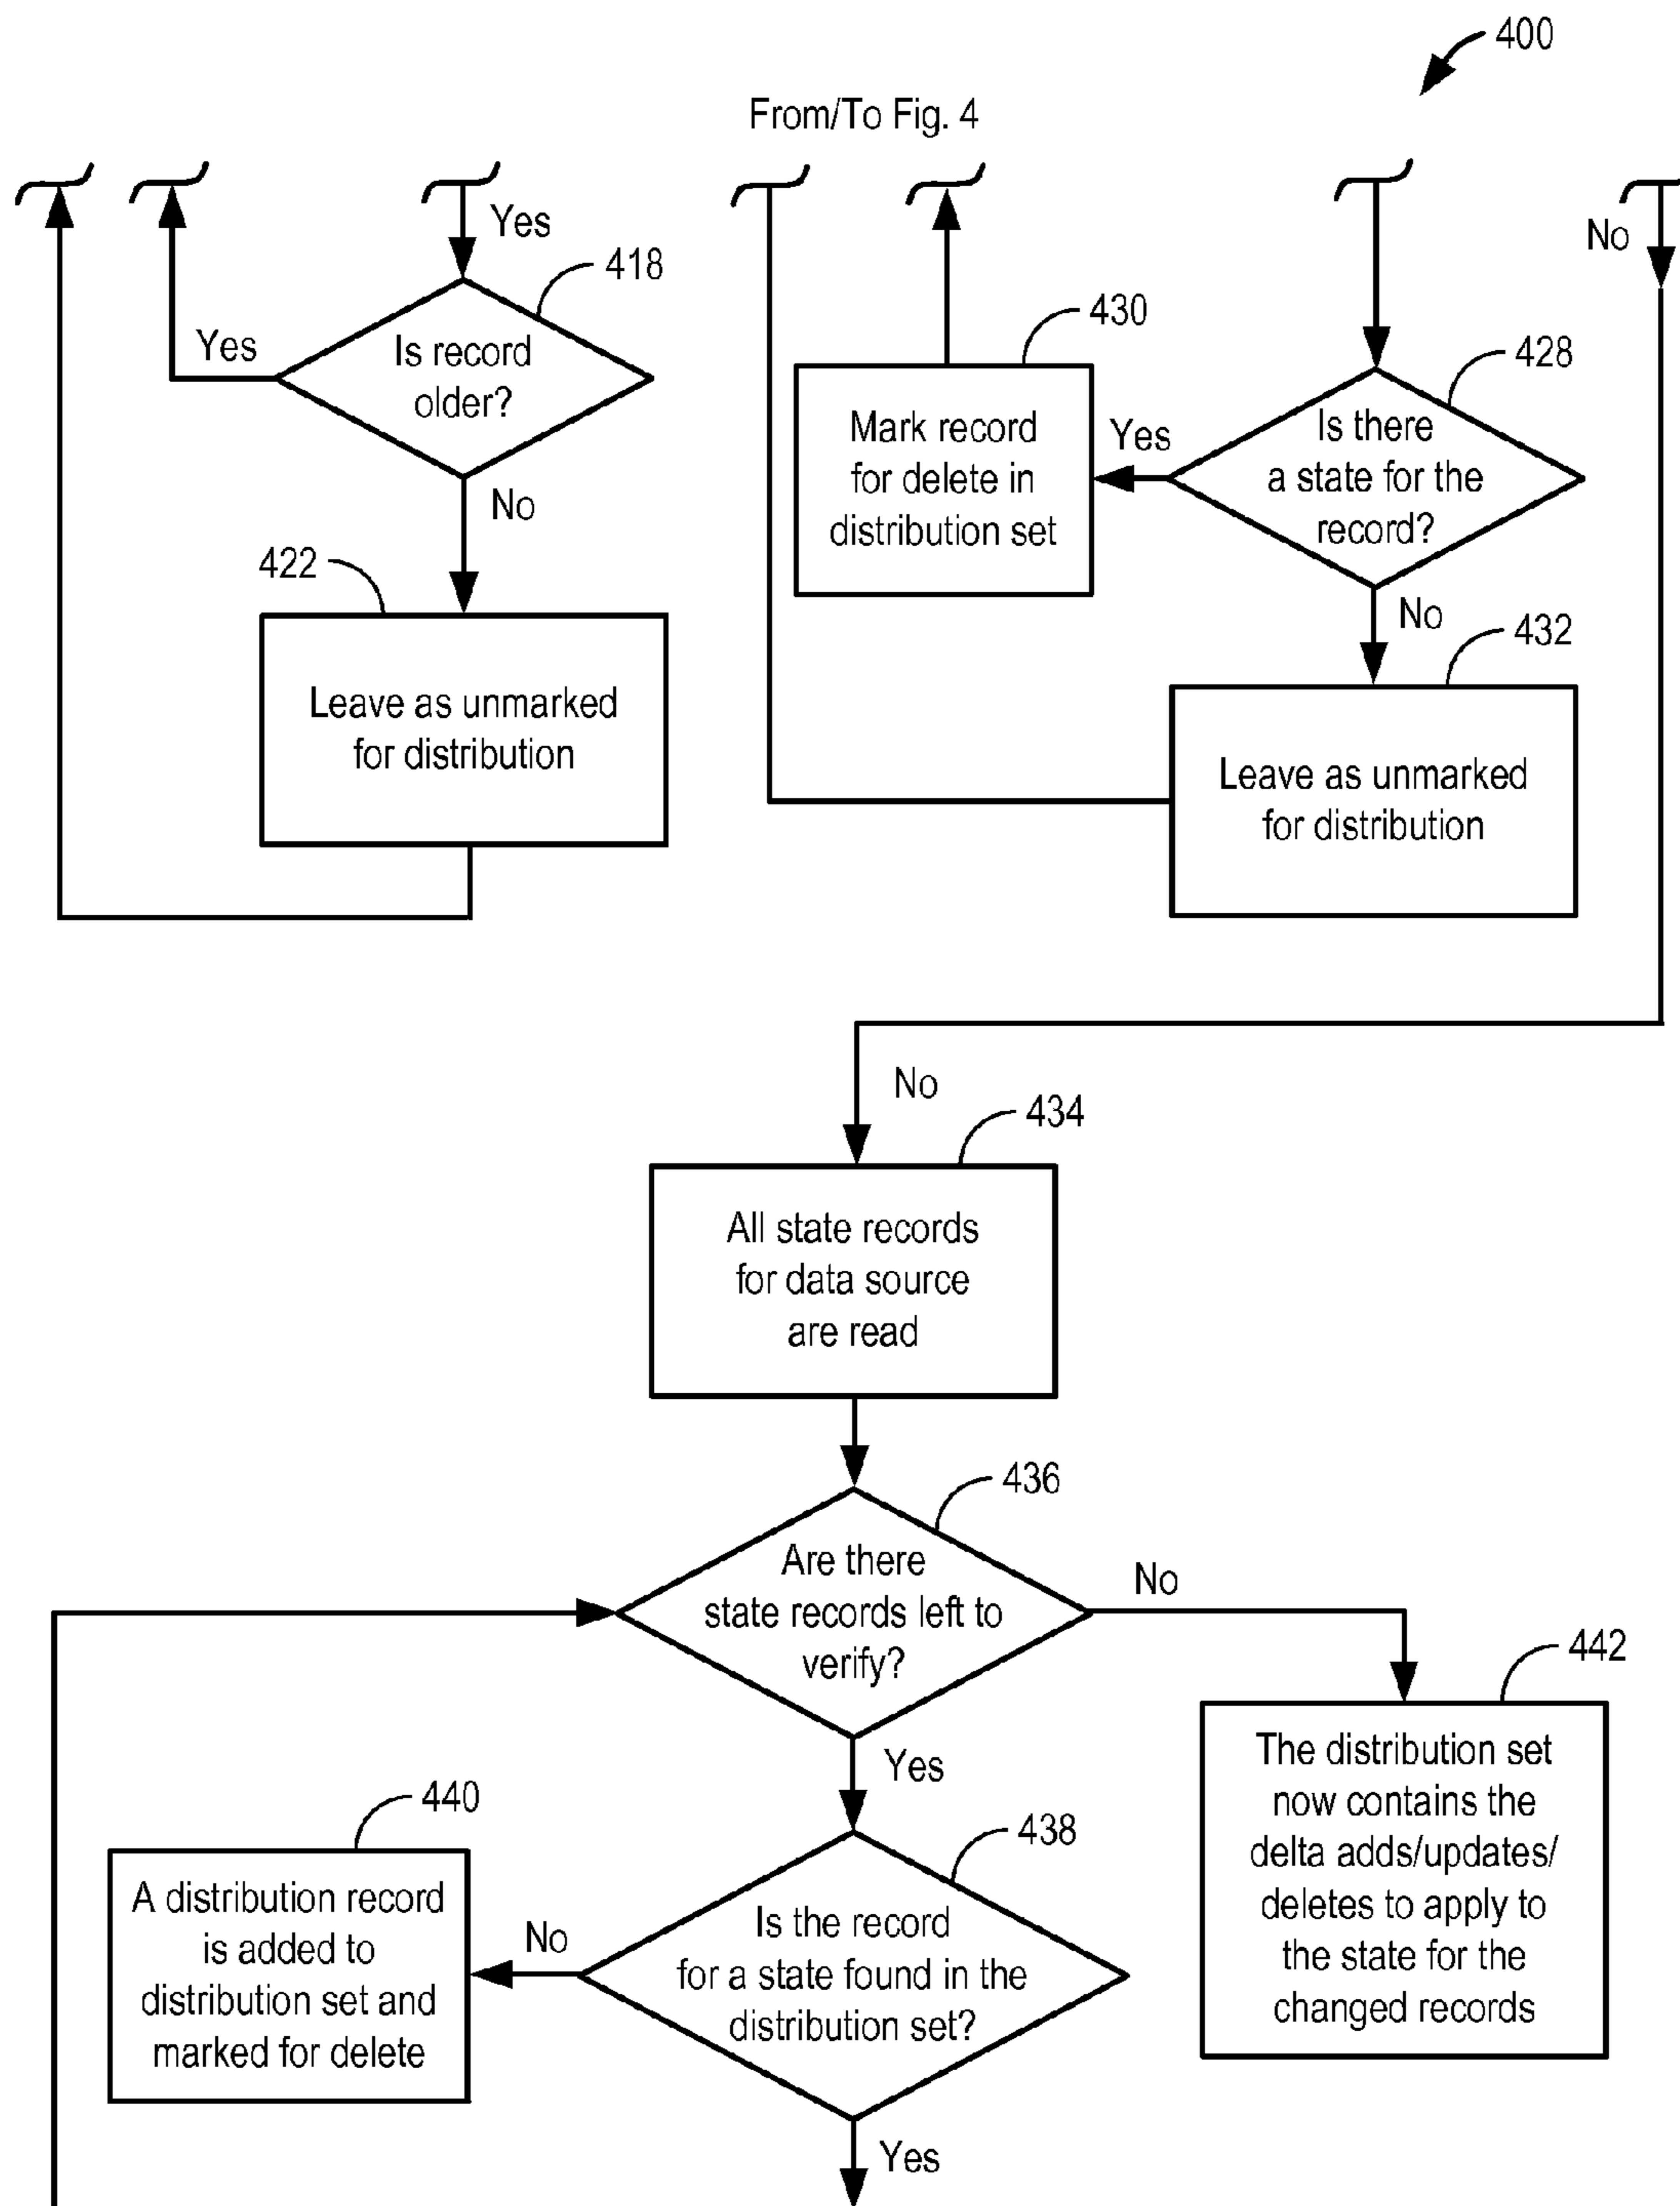 400
From/To Fig. 4
Yes
No
418
Yes
Is record
older?
430
428
Mark record
for delete in
distribution set
Yes
Is there
a state for the
record?
No
422
No
432
Leave as unmarked
for distribution
Leave as unmarked
for distribution
No
434
All state records
for data source
are read
436
Are there
state records left to
verify?
No
442
Yes
The distribution set
now contains the
delta adds/updates/
deletes to apply to
the state for the
changed records
440
438
A distribution record
is added to
distribution set and
marked for delete
No
Is the record
for a state found in the
distribution set?
Yes